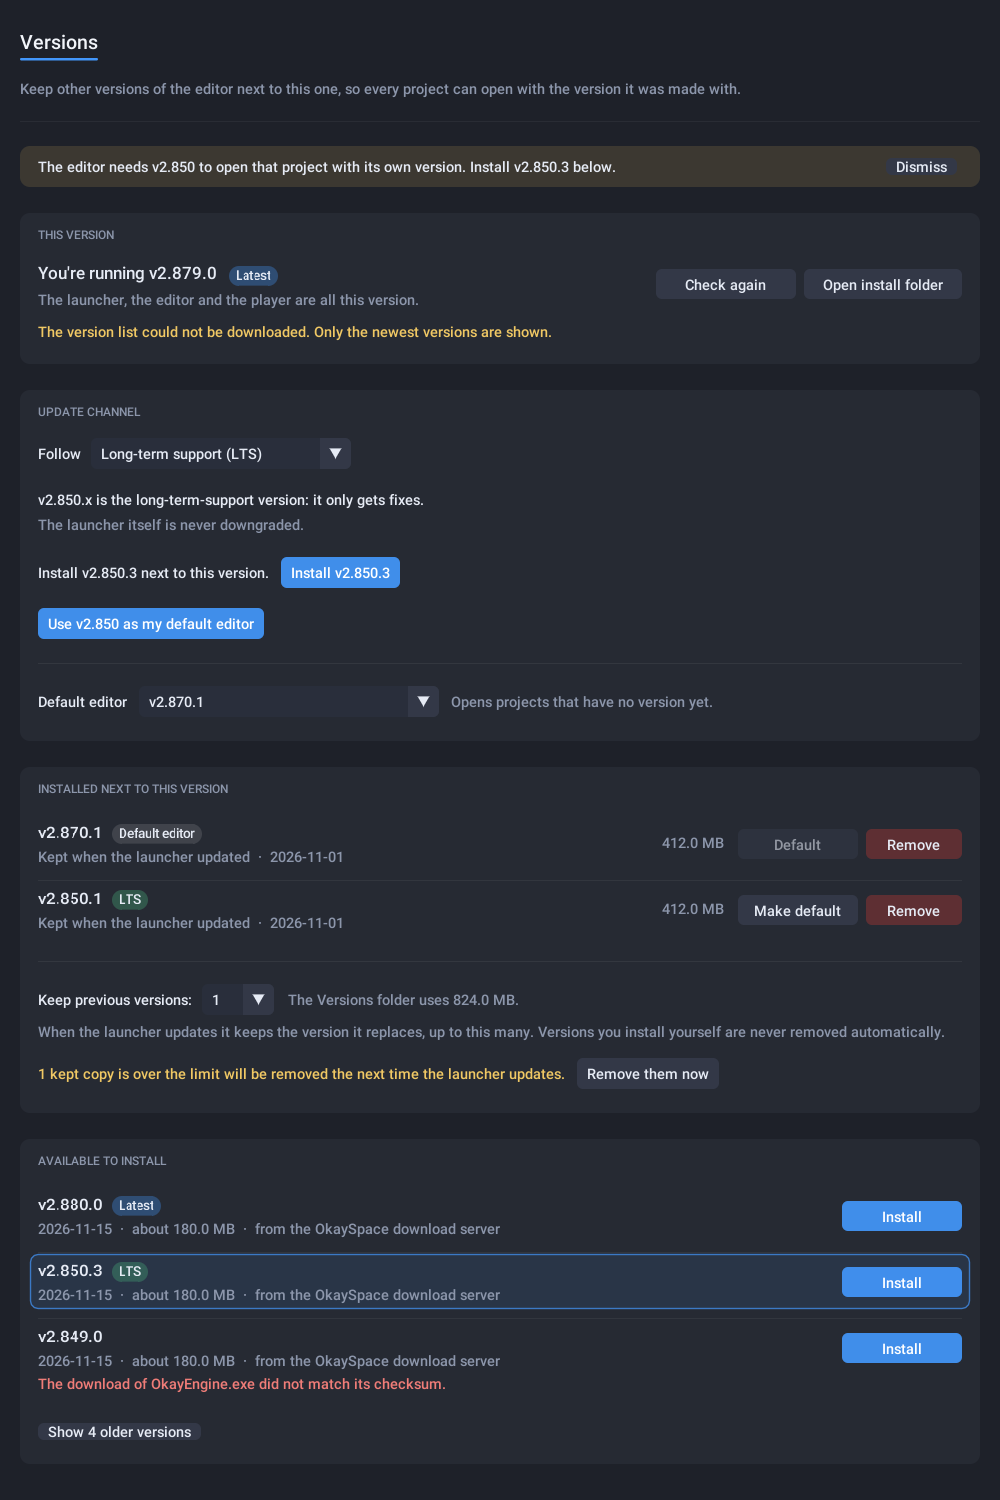 Versions
Keep other versions of the editor next to this one, so every project can open with the version it was made with.
The editor needs v2.850 to open that project with its own version. Install v2.850.3 below.
Dismiss
THIS VERSION
You're running v2.879.0 Latest
The launcher, the editor and the player are all this version.
Check again
Open install folder
The version list could not be downloaded. Only the newest versions are shown.
UPDATE CHANNEL
Follow Long-term support (LTS)
v2.850.x is the long-term-support version: it only gets fixes.
The launcher itself is never downgraded.
Install v2.850.3 next to this version. Install v2.850.3
Use v2.850 as my default editor
Default editor v2.870.1 Opens projects that have no version yet.
INSTALLED NEXT TO THIS VERSION
v2.870.1 Default editor
Kept when the launcher updated · 2026-11-01
412.0 MB Default Remove
v2.850.1 LTS
Kept when the launcher updated · 2026-11-01
412.0 MB Make default Remove
Keep previous versions: 1 The Versions folder uses 824.0 MB.
When the launcher updates it keeps the version it replaces, up to this many. Versions you install yourself are never removed automatically.
1 kept copy is over the limit will be removed the next time the launcher updates. Remove them now
AVAILABLE TO INSTALL
v2.880.0 Latest
2026-11-15 · about 180.0 MB · from the OkaySpace download server
Install
v2.850.3 LTS
2026-11-15 · about 180.0 MB · from the OkaySpace download server
Install
v2.849.0
2026-11-15 · about 180.0 MB · from the OkaySpace download server
Install
The download of OkayEngine.exe did not match its checksum.
Show 4 older versions